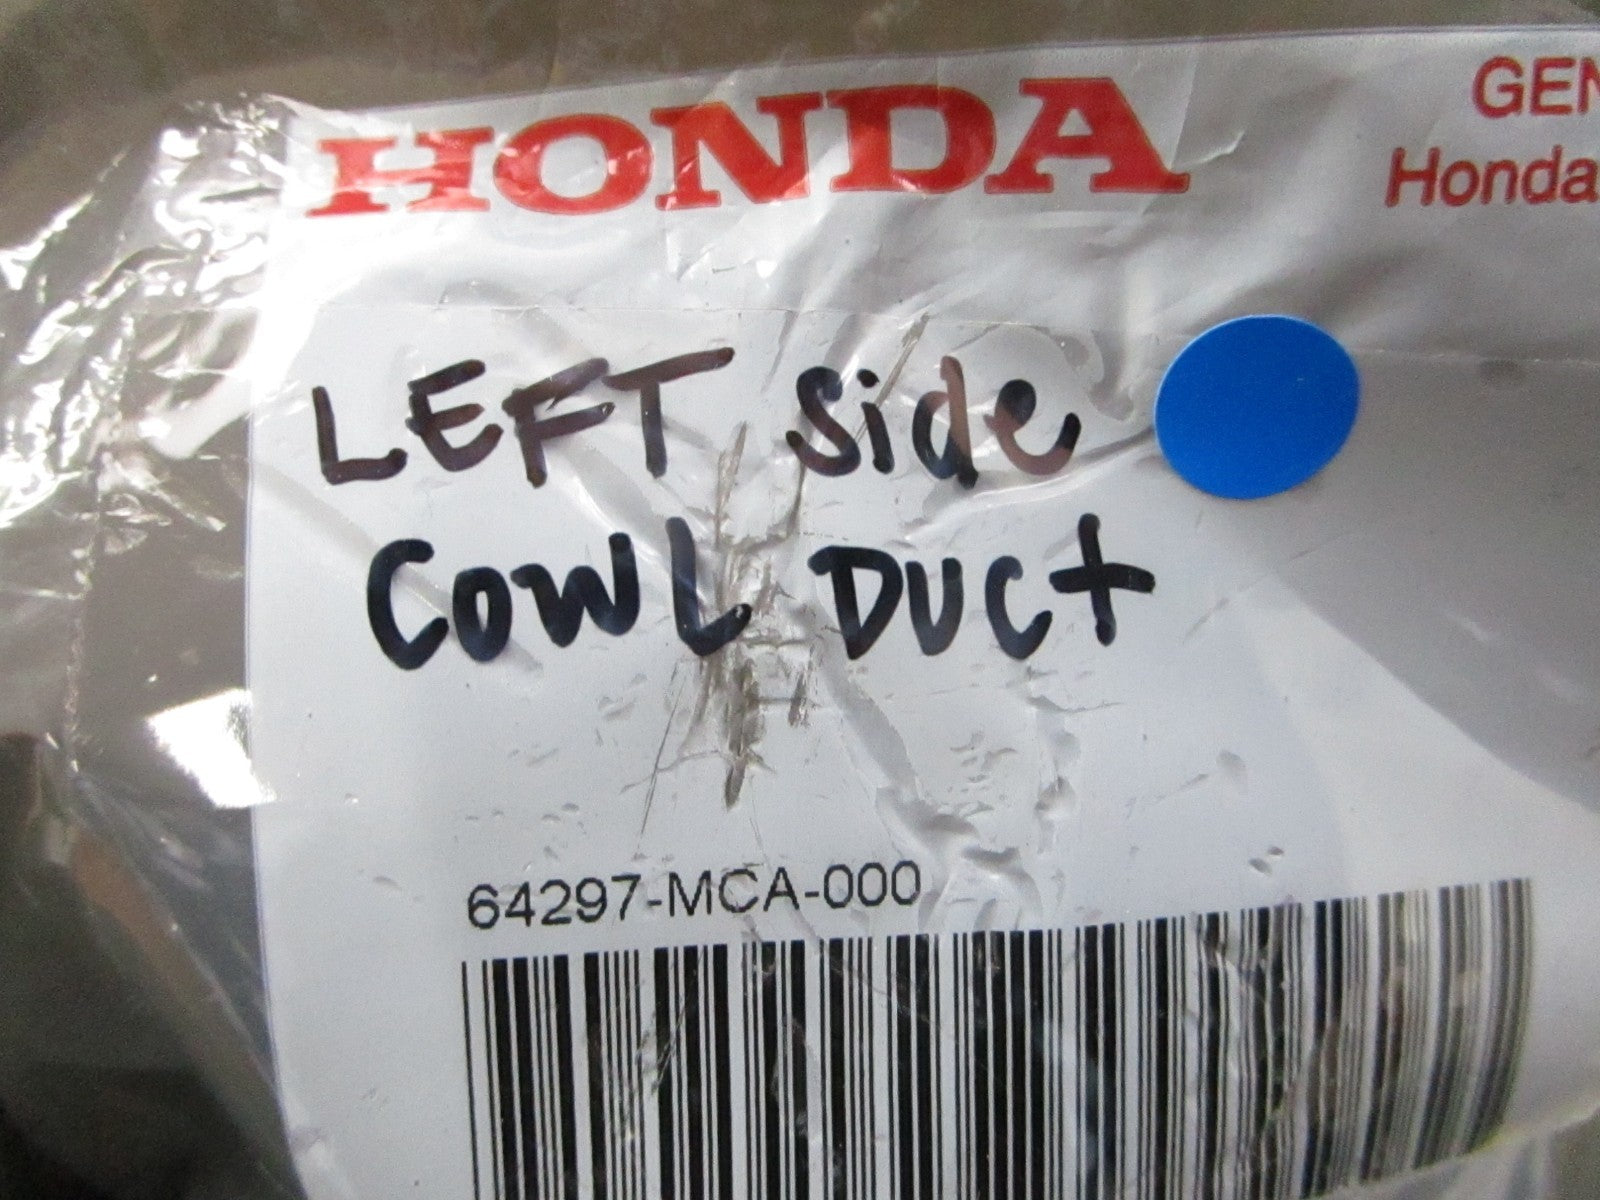 HONDA
GEN
Honda
LEFT Side
COWL DUCt
64297-MCA-000